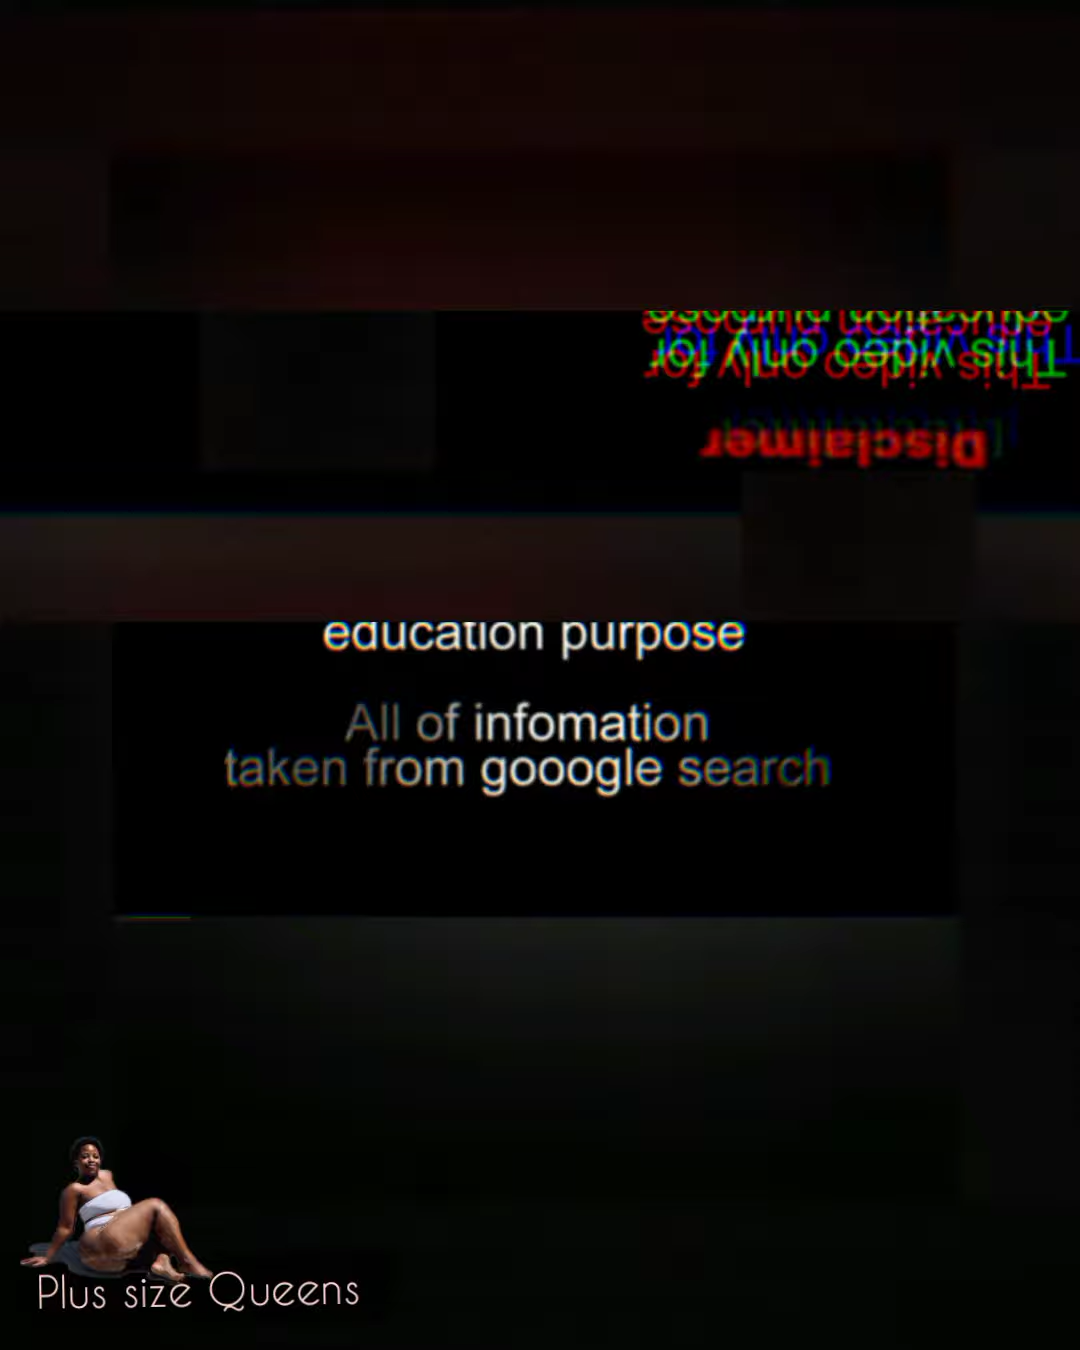 education purpose
This video only for
Disclaimer
education purpose
All of infomation
taken from gooogle search
Plus size Queens